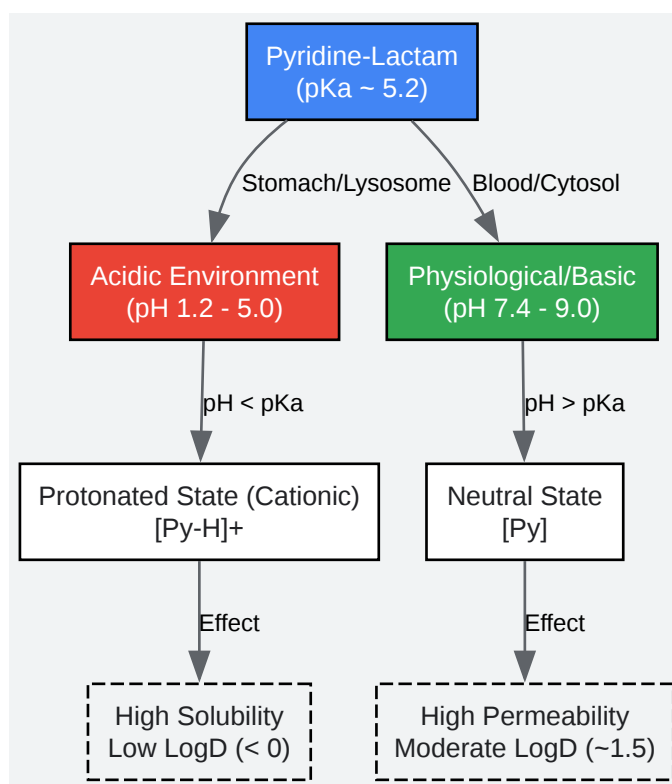 Pyridine-Lactam
(pKa ~ 5.2)
Stomach/Lysosome
Blood/Cytosol
Acidic Environment
(pH 1.2 - 5.0)
Physiological/Basic
(pH 7.4 - 9.0)
pH < pKa
pH > pKa
Protonated State (Cationic)
[Py-H]+
Neutral State
[Py]
Effect
Effect
High Solubility
Low LogD (< 0)
High Permeability
Moderate LogD (~1.5)